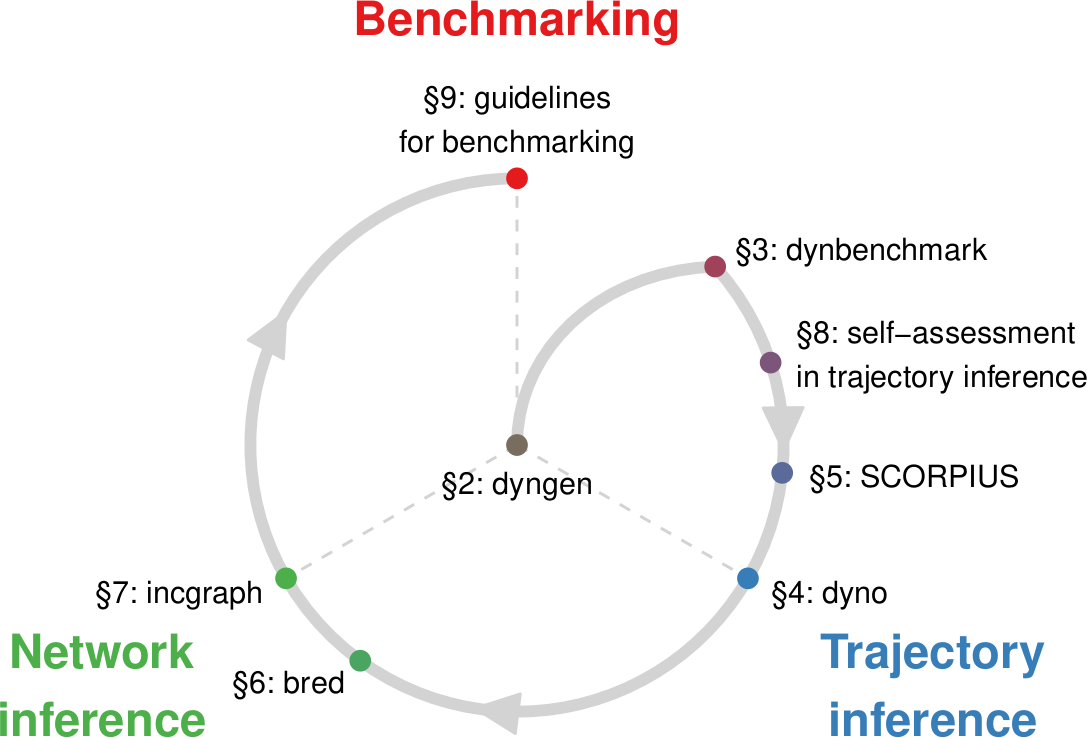 Benchmarking
§9: guidelines
for benchmarking
§3: dynbenchmark
§8: self−assessment
in trajectory inference
§5: SCORPIUS
§2: dyngen
§4: dyno
§7: incgraph
§6: bred
Network
inference
Trajectory
inference